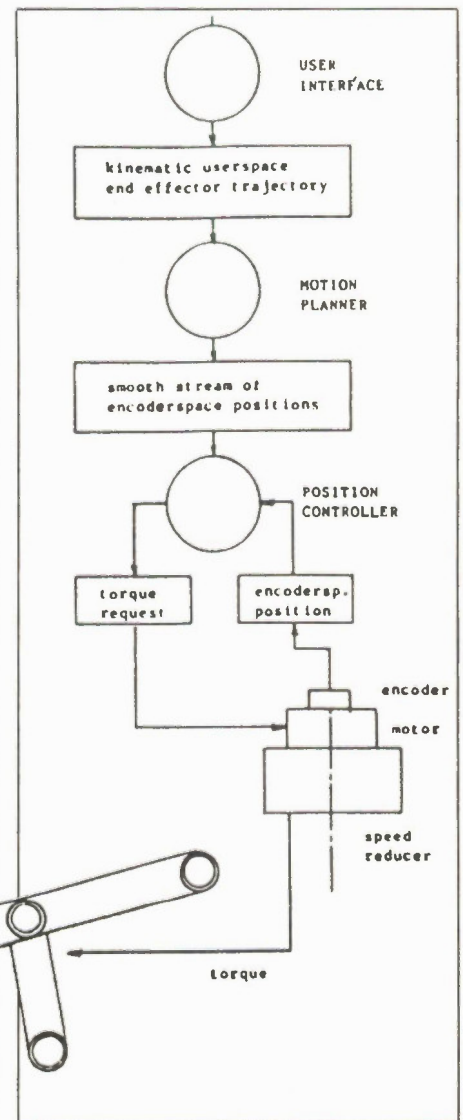 USER
INTERFACE
kinematic userspace
end effector trajectory
MOTION
PLANNER
smooth stream of
encoderspace positions
POSITION
CONTROLLER
torque
request
encodersp.
position
encoder
motor
speed
reducer
torque